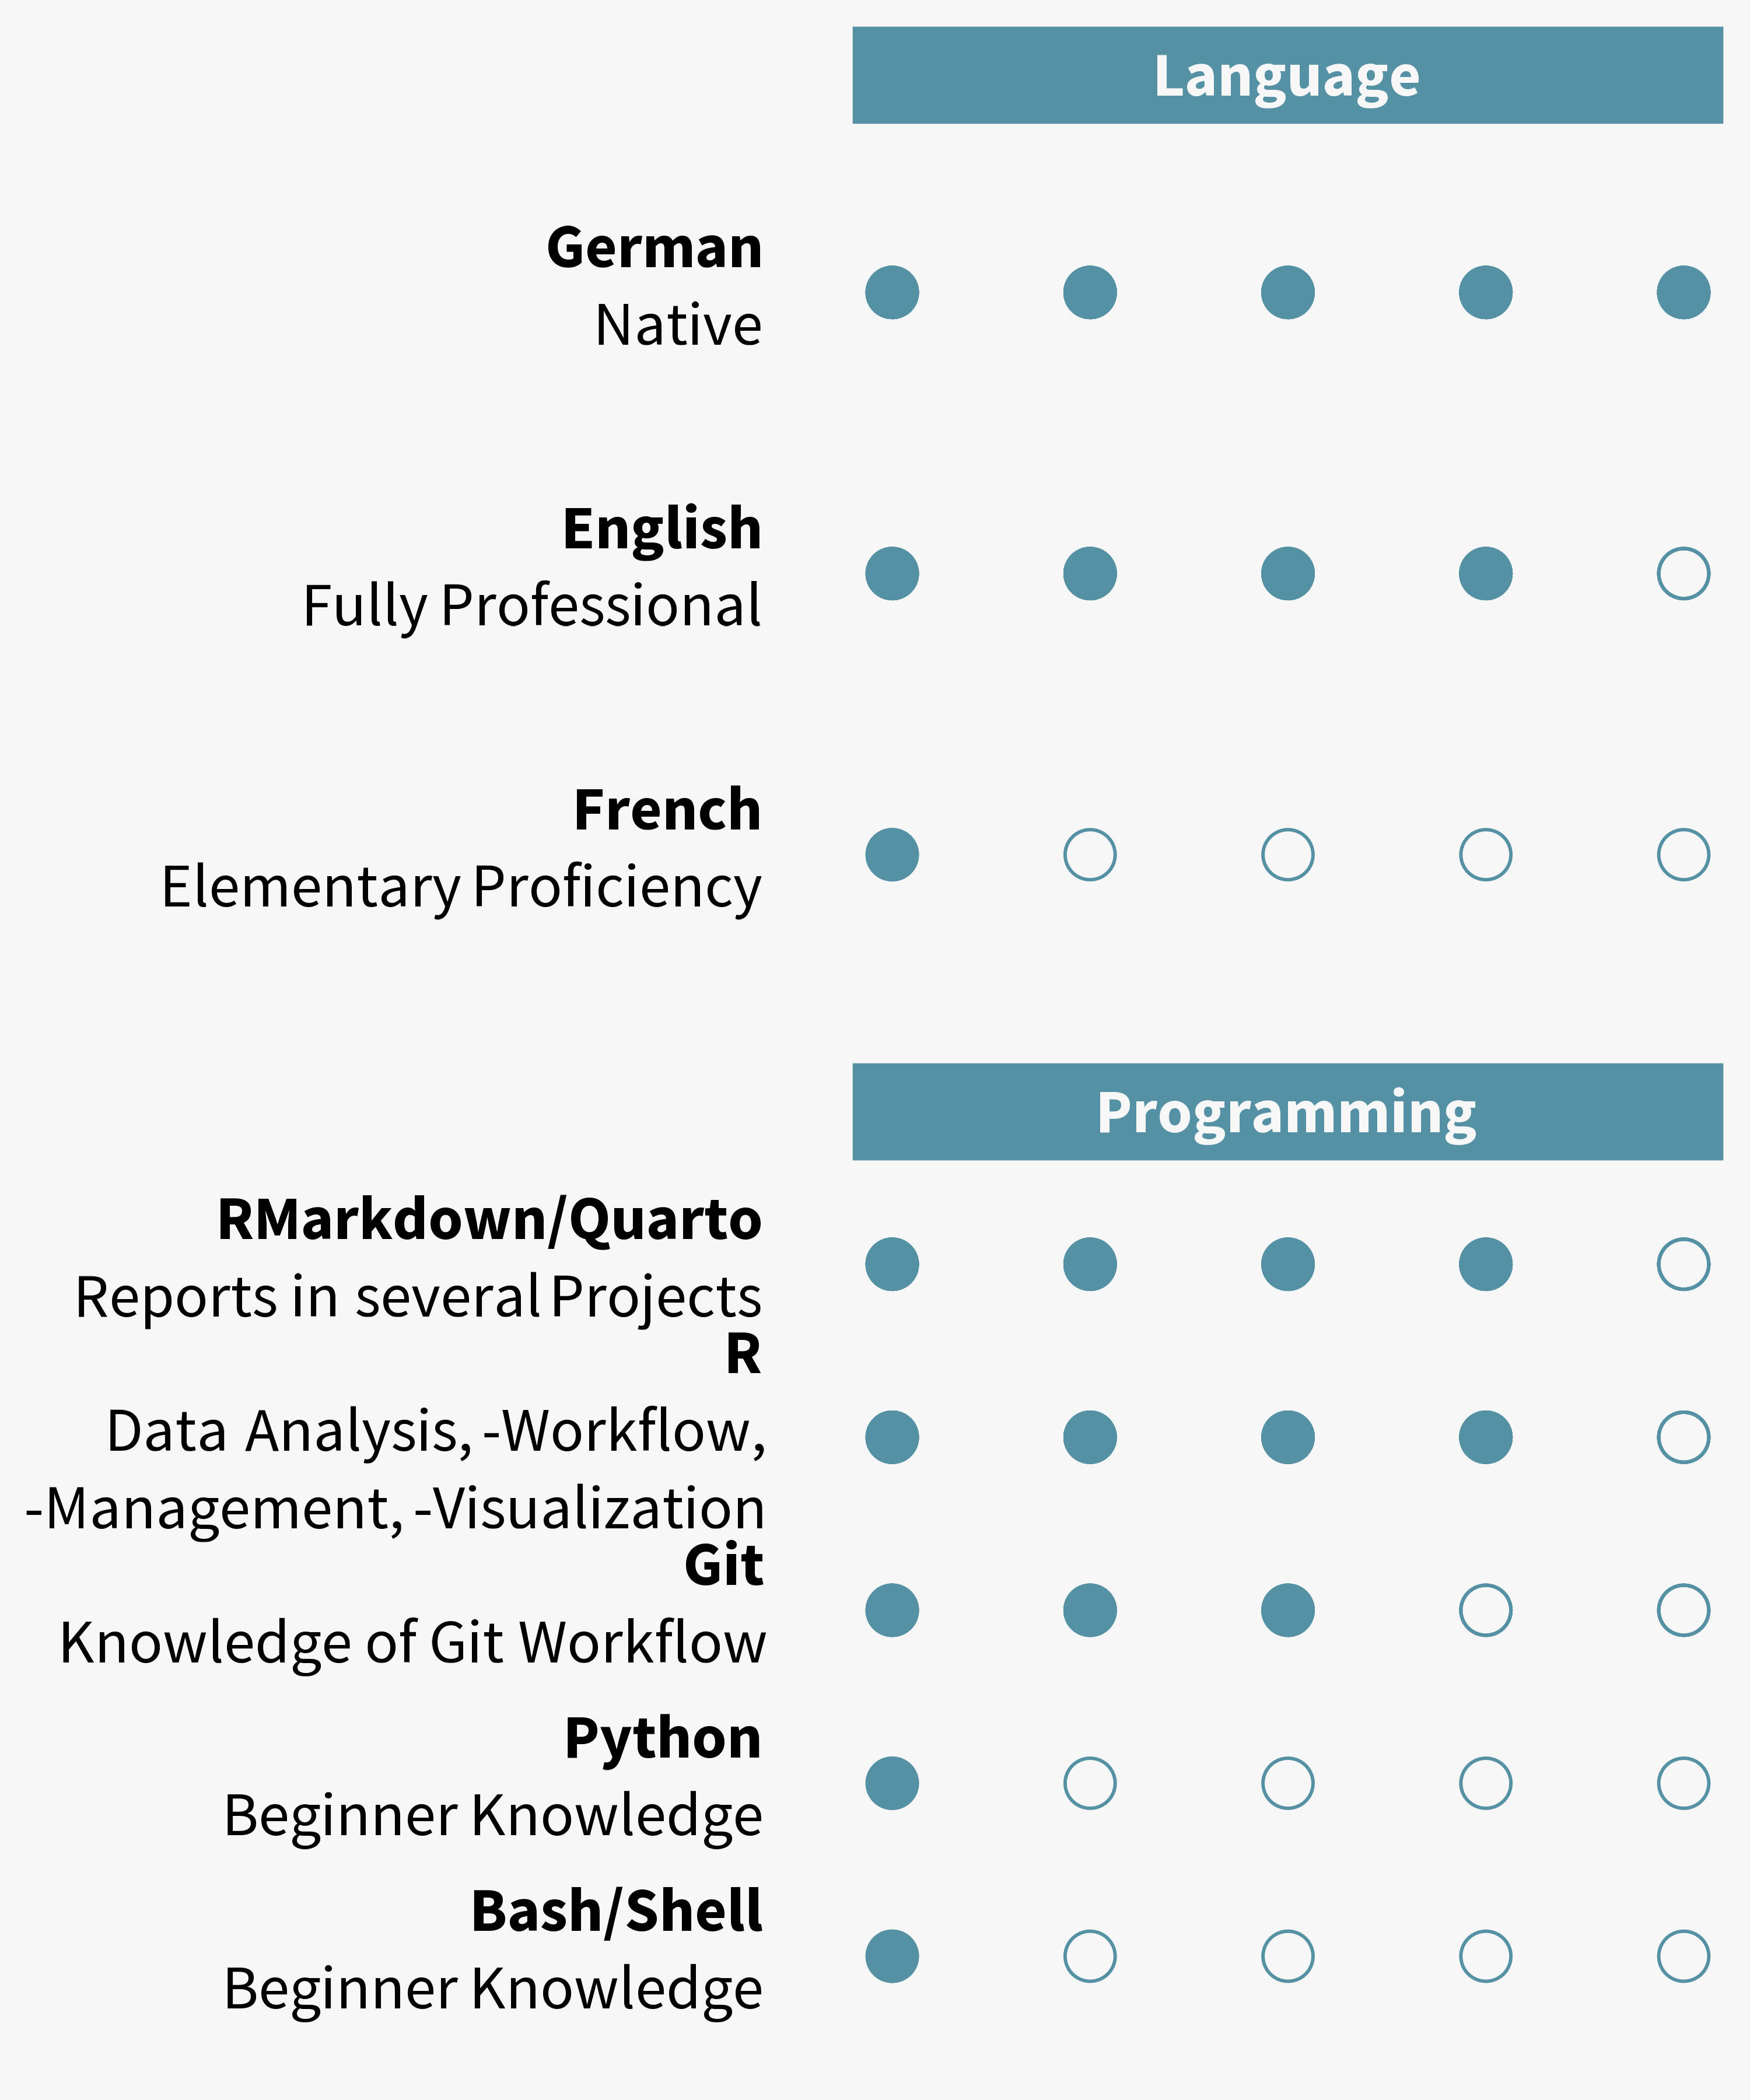 Language
German
Native
English
Fully Professional
French
Elementary Proficiency
Programming
RMarkdown/Quarto
Reports in several Projects
R
Data Analysis, -Workflow,
-Management, -Visualization
Git
Knowledge of Git Workflow
Python
Beginner Knowledge
Bash/Shell
Beginner Knowledge